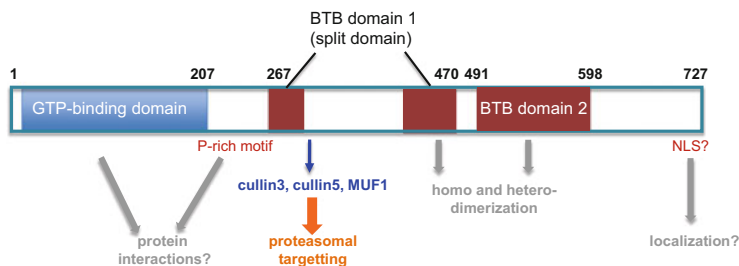 BTB domain 1
(split domain)
1 207 267 470 491 598 727
GTP-binding domain
BTB domain 2
P-rich motif
NLS?
cullin3, cullin5, MUF1
homo and hetero-
dimerization
protein
interactions?
proteasomal
targetting
localization?